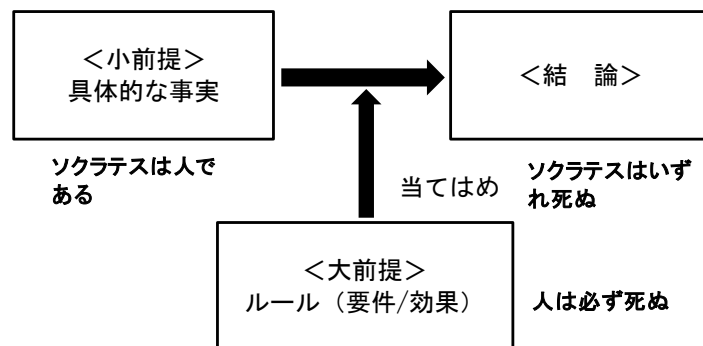 <小前提>
具体的な事実
<結　論>
ソクラテスは人で
ある
当てはめ
ソクラテスはいず
れ死ぬ
<大前提>
ルール（要件/効果）
人は必ず死ぬ